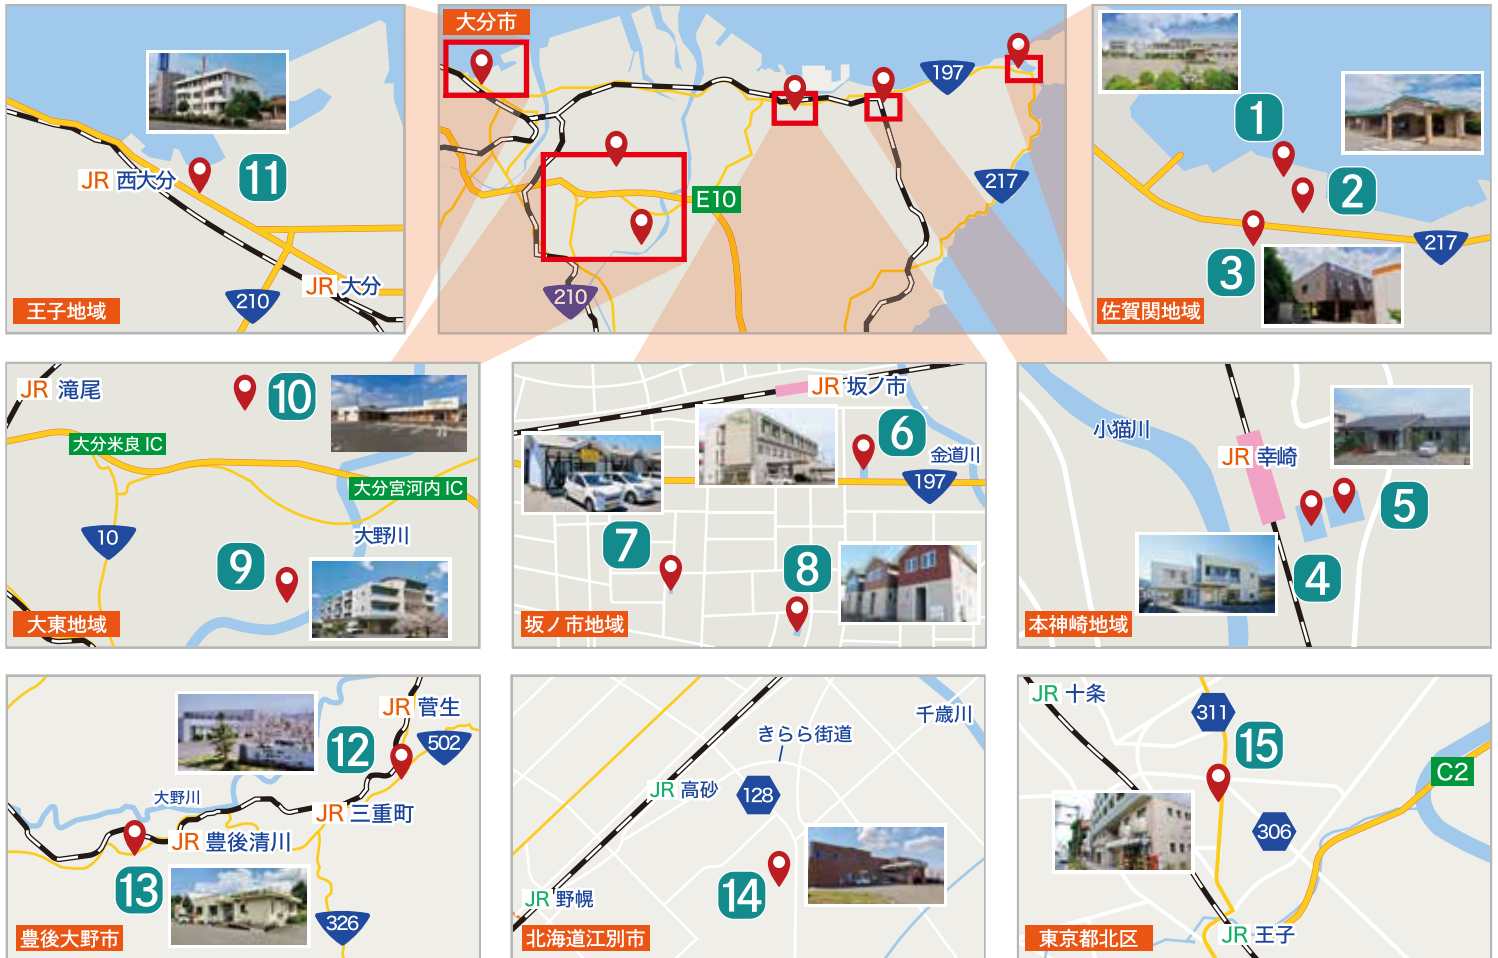 JR 西大分
11
JR 大分
210
王子地域
大分市
197
217
E10
210
1
2
3
217
佐賀関地域
JR 滝尾
10
大分米良 IC
大分宮河内 IC
10
大野川
9
大東地域
JR 坂ノ市
6
金道川
197
7
8
坂ノ市地域
小猫川
JR 幸崎
5
4
本神崎地域
JR 菅生
12
502
大野川
JR 三重町
JR 豊後清川
13
326
豊後大野市
千歳川
きらら街道
JR 高砂
128
14
JR 野幌
北海道江別市
JR 十条
311
15
C2
306
JR 王子
東京都北区